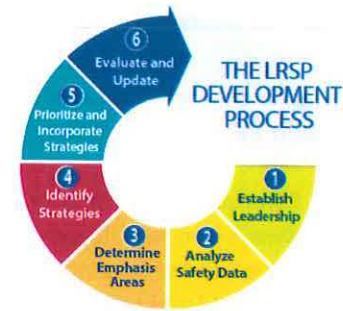 THE LRSP
DEVELOPMENT
PROCESS
1
Establish
Leadership
2
Analyze
Safety Data
3
Determine
Emphasis
Areas
4
Identify
Strategies
5
Prioritize and
Incorporate
Strategies
6
Evaluate and
Update